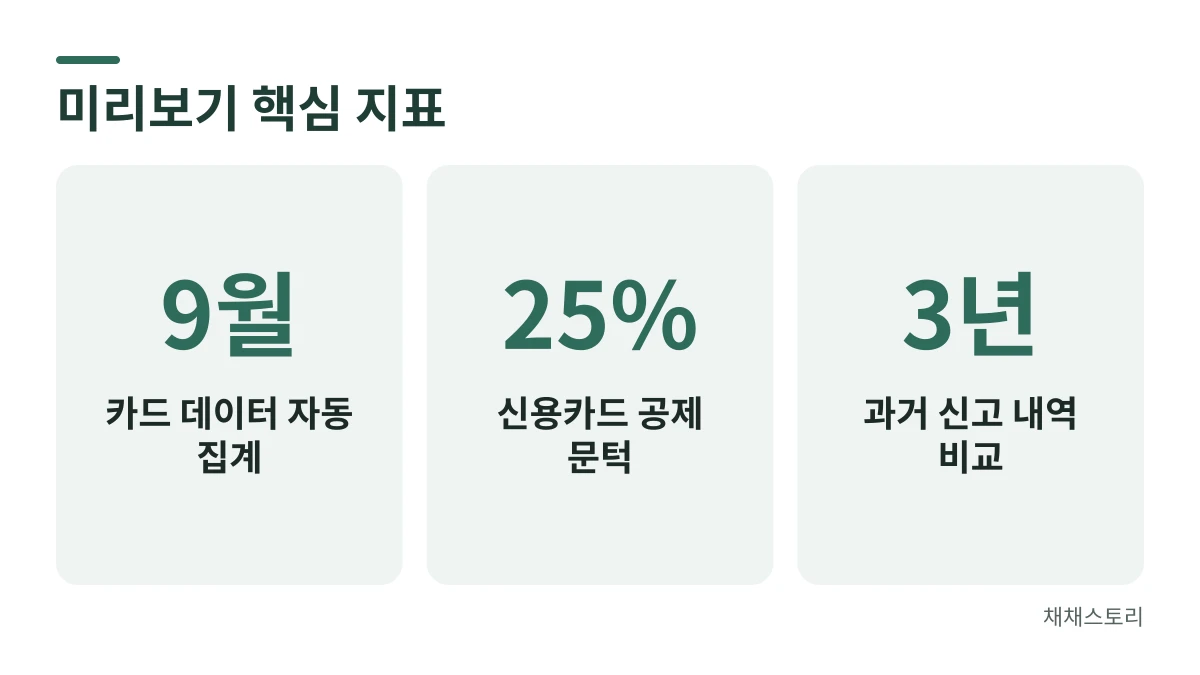 미리보기 핵심 지표
9월
카드 데이터 자동
집계
25%
신용카드 공제
문턱
3년
과거 신고 내역
비교
채채스토리